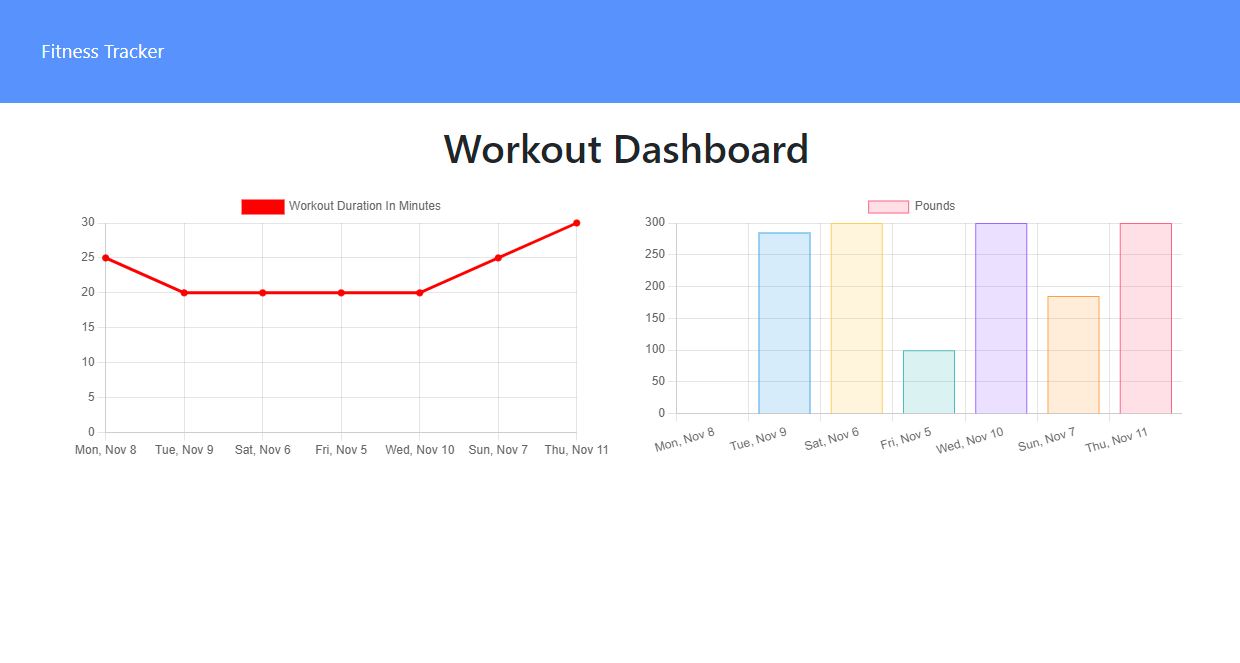 Fitness Tracker
Workout Dashboard
Workout Duration In Minutes
30
25
20
15
10
5
0
Mon, Nov 8 Tue, Nov 9 Sat, Nov 6 Fri, Nov 5 Wed, Nov 10 Sun, Nov 7 Thu, Nov 11
Pounds
300
250
200
150
100
50
0
Mon, Nov 8 Tue, Nov 9 Sat, Nov 6 Fri, Nov 5 Wed, Nov 10 Sun, Nov 7 Thu, Nov 11